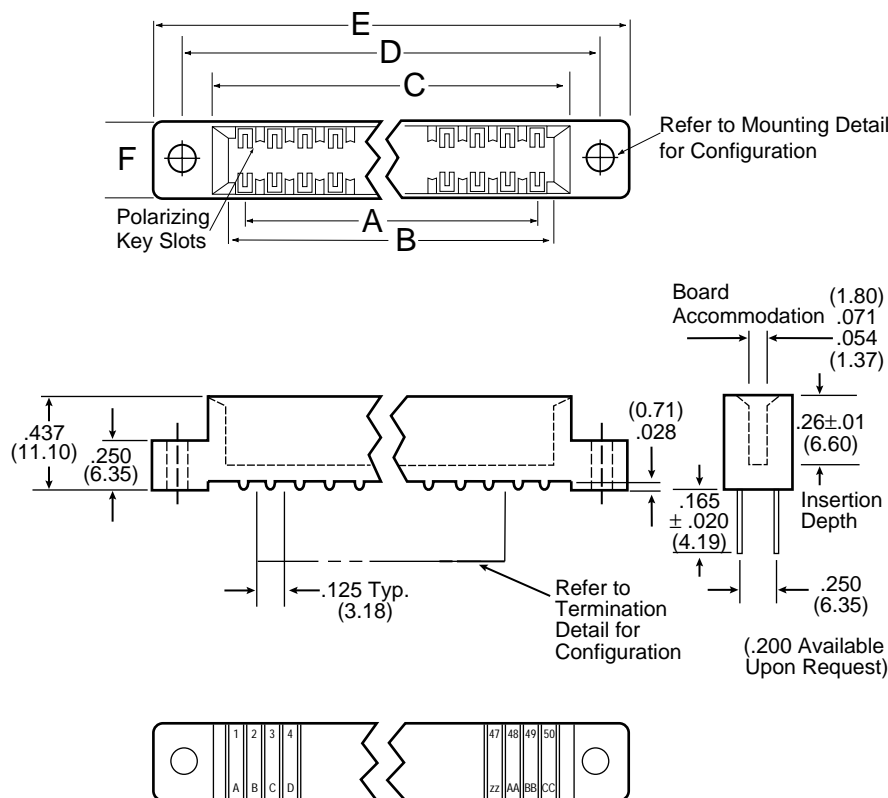 E
D
C
F
Refer to Mounting Detail
for Configuration
Polarizing
Key Slots
A
B
Board
Accommodation
(1.80)
.071
.054
(1.37)
.437
(11.10)
.250
(6.35)
(0.71)
.028
.26±.01
(6.60)
.165
± .020
(4.19)
Insertion
Depth
.125 Typ.
(3.18)
Refer to
Termination
Detail for
Configuration
.250
(6.35)
(.200 Available
Upon Request)
1 2 3 4
47 48 49 50
A B C D
zz AA BB CC